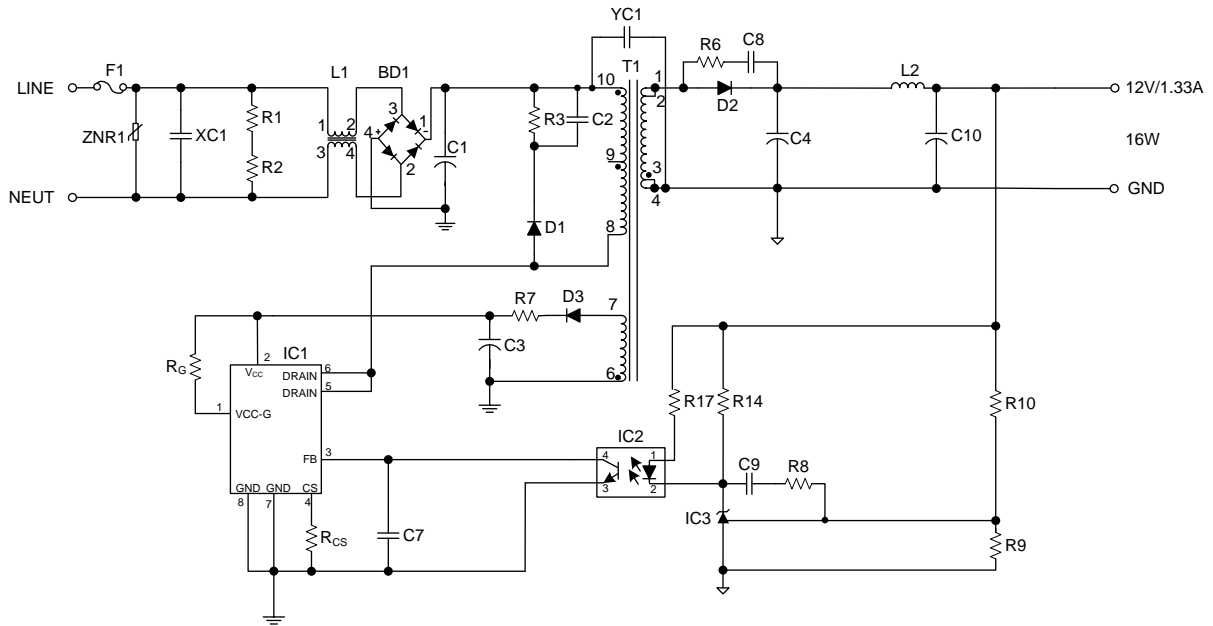 YC1
F1
LINE
ZNR1
XC1
R1
R2
NEUT
L1
1
2
3
4
BD1
3
4
+
1
-
2
C1
R3
C2
D1
10
9
8
T1
1
2
3
4
R6
C8
D2
C4
L2
C10
12V/1.33A
16W
GND
R7
D3
7
6
C3
RG
IC1
2
VCC
DRAIN
6
DRAIN
5
1
VCC-G
FB
3
GND
GND
CS
8
7
4
RCS
C7
IC2
4
3
1
2
R17
R14
R10
C9
R8
IC3
R9